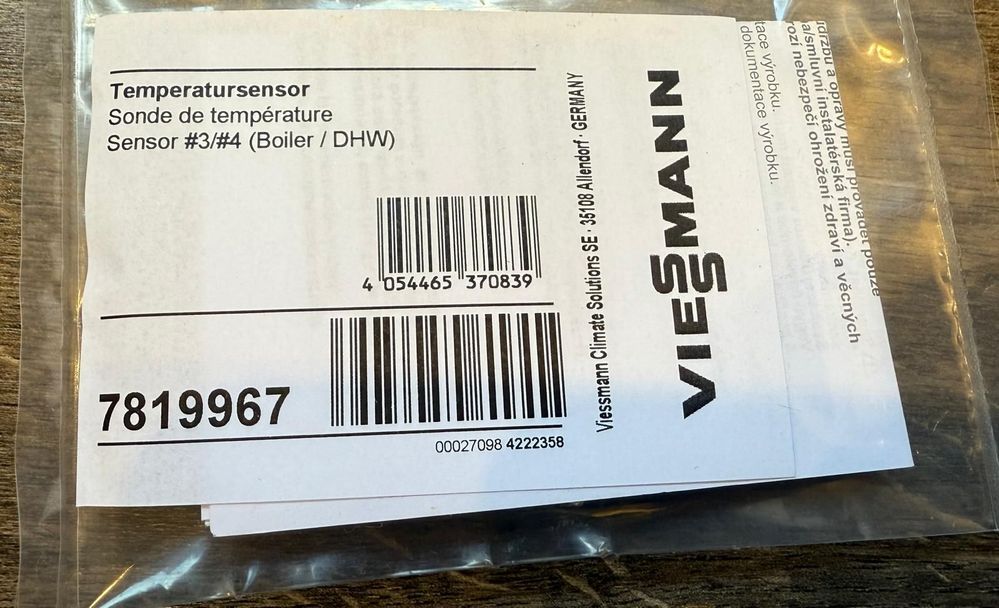 Temperatursensor
Sonde de température
Sensor #3/#4 (Boiler / DHW)
4 054465 370839
7819967
00027098 4222358
Viessmann Climate Solutions SE · 35108 Allendorf · GERMANY
VIESSMANN
tace výrobku.
dokumentace výrobku.
údržbu a opravy musí provádět pouze
a/smluvní instalatérská firma).
rozí nebezpečí ohrožení zdraví a věcných